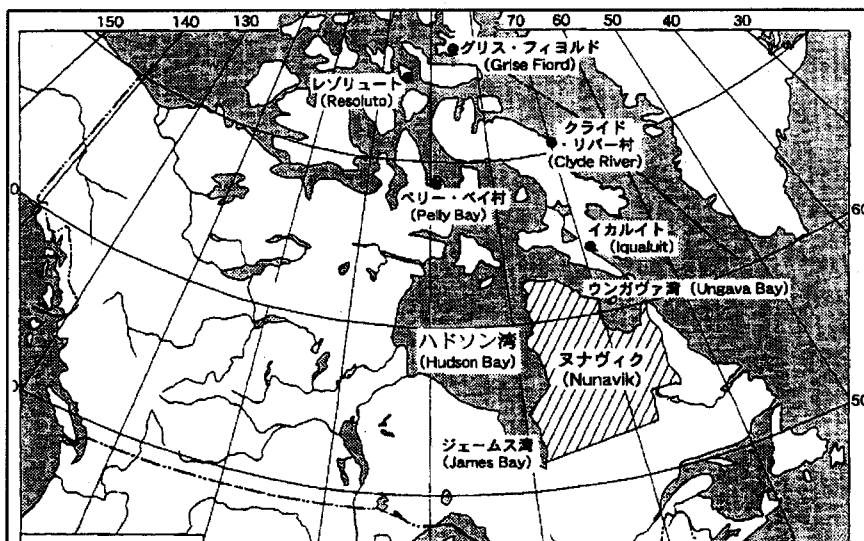 150 140 130 120 110 70 60 50 40 30
グリス・フィヨルド
(Grise Fiord)
レゾリュート
(Resoluto)
クライド
・リバー村
(Clyde River)
ペリー・ベイ村
(Pelly Bay)
60
イカルイト
(Iqualuit)
ウンガヴァ湾 (Ungava Bay)
ハドソン湾
(Hudson Bay)
ヌナヴィク
(Nunavik)
50
ジェームス湾
(James Bay)